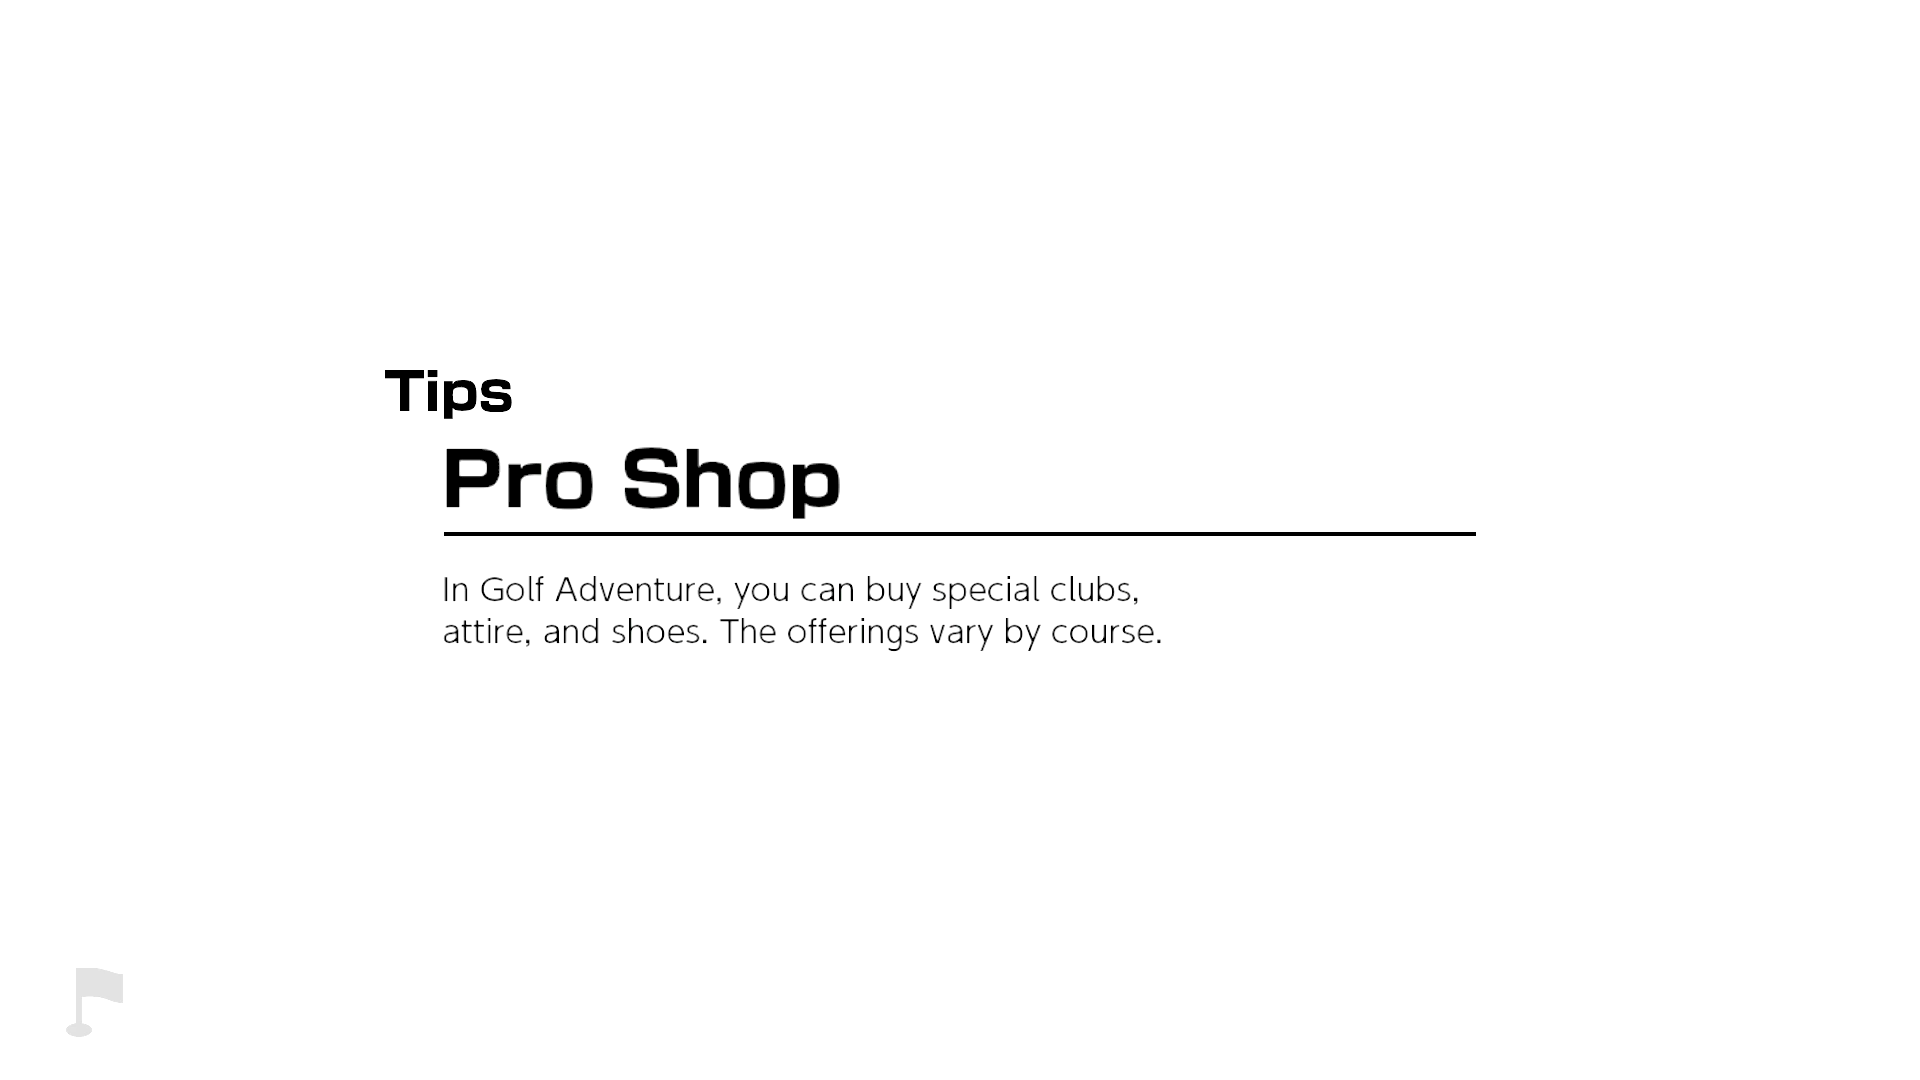 Tips
Pro Shop
In Golf Adventure, you can buy special clubs,
attire, and shoes. The offerings vary by course.